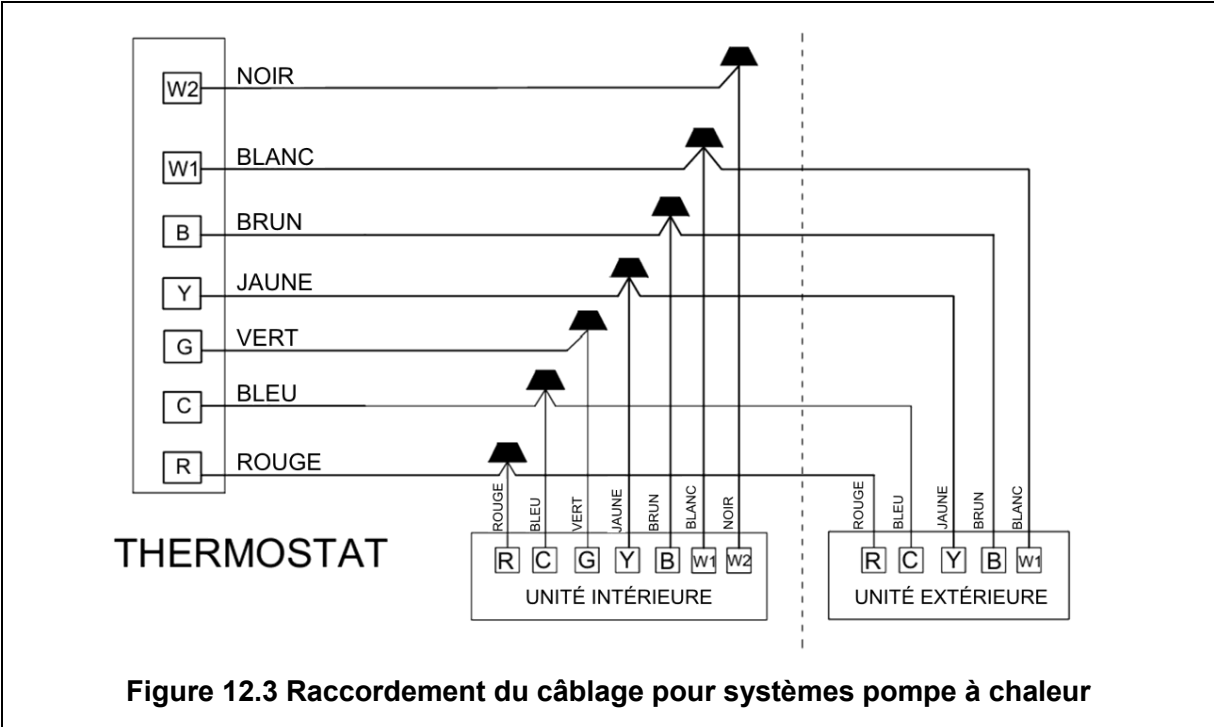 W2 NOIR
W1 BLANC
B BRUN
Y JAUNE
G VERT
C BLEU
R ROUGE
THERMOSTAT
ROUGE BLEU VERT JAUNE BRUN BLANC NOIR
R C G Y B W1 W2
UNITÉ INTÉRIEURE
ROUGE BLEU JAUNE BRUN BLANC
R C Y B W1
UNITÉ EXTÉRIEURE
Figure 12.3 Raccordement du câblage pour systèmes pompe à chaleur